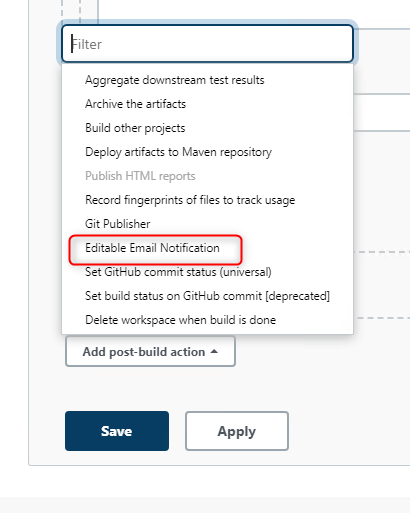 Filter
Aggregate downstream test results
Archive the artifacts
Build other projects
Deploy artifacts to Maven repository
Publish HTML reports
Record fingerprints of files to track usage
Git Publisher
Editable Email Notification
Set GitHub commit status (universal)
Set build status on GitHub commit [deprecated]
Delete workspace when build is done
Add post-build action
Save Apply